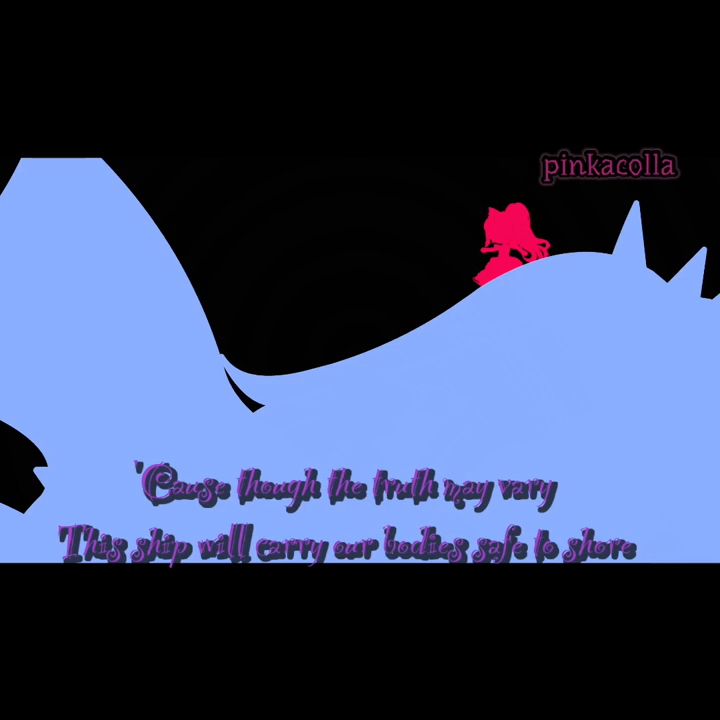 pinkacolla
'Cause though the truth may vary
This ship will carry our bodies safe to shore